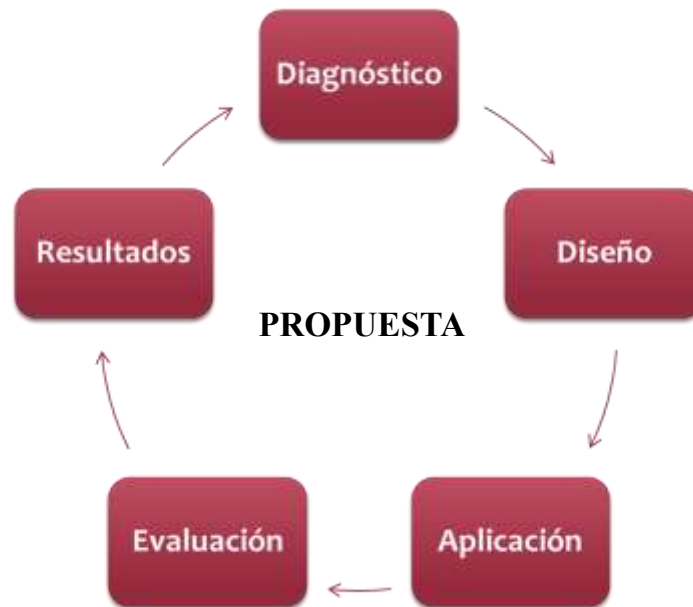 Diagnóstico
Resultados
Diseño
PROPUESTA
Evaluación
Aplicación